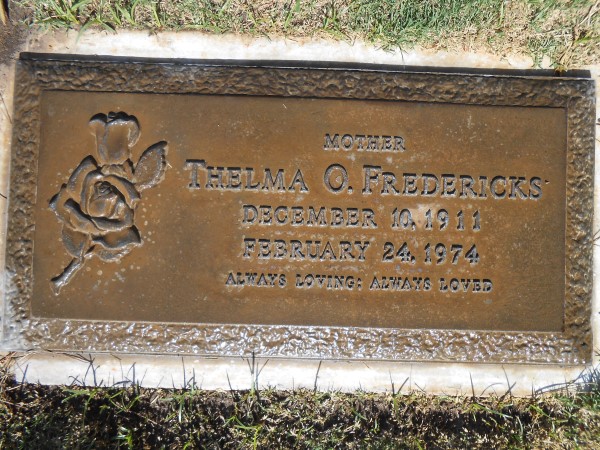 MOTHER
THELMA O. FREDERICKS
DECEMBER 10, 1911
FEBRUARY 24, 1974
ALWAYS LOVING; ALWAYS LOVED